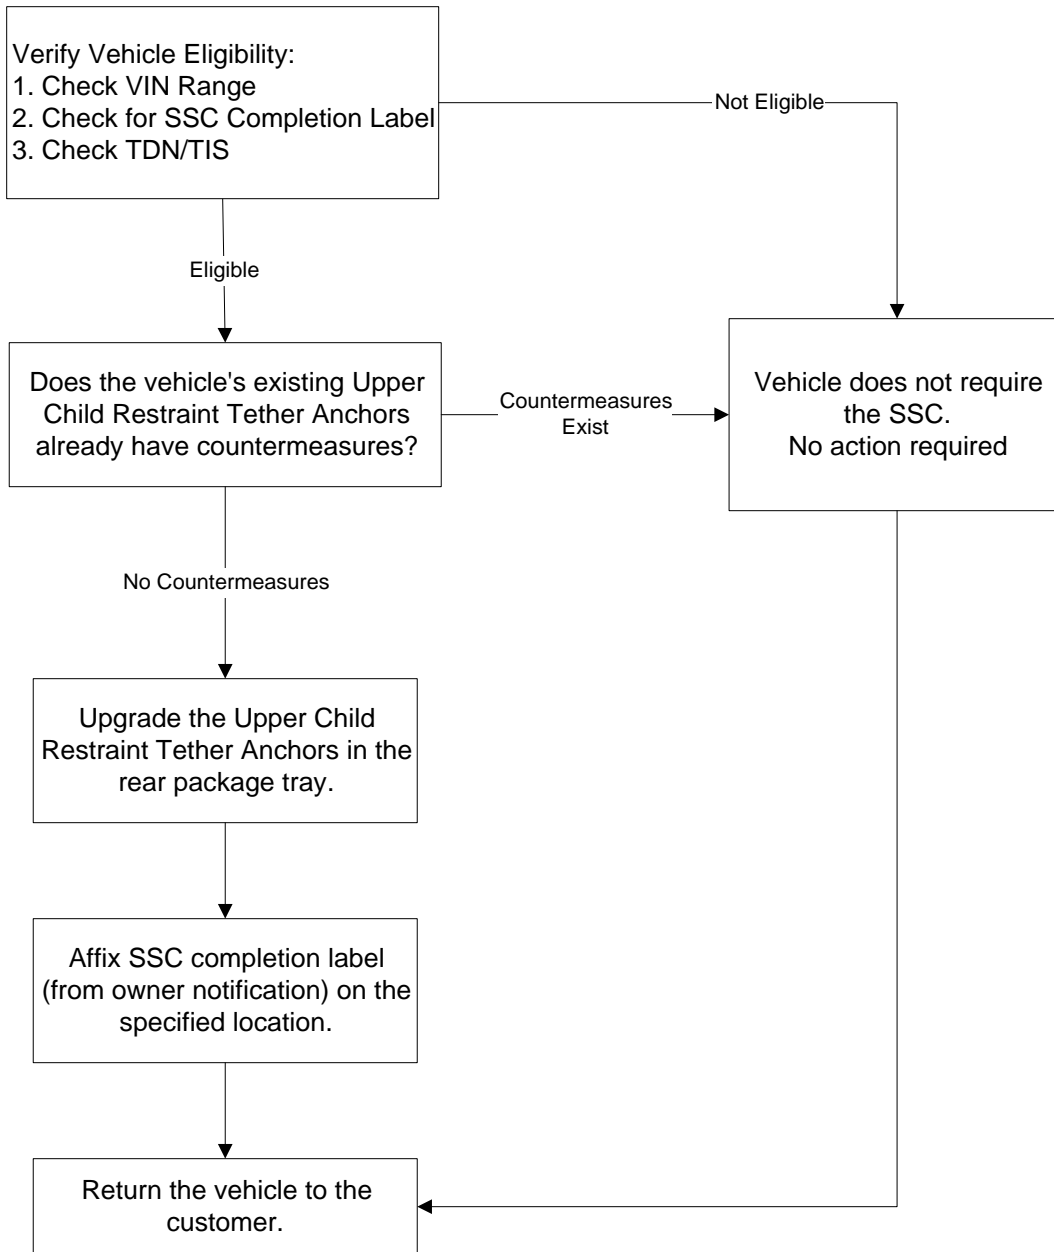 Verify Vehicle Eligibility:
1. Check VIN Range
2. Check for SSC Completion Label
3. Check TDN/TIS
Not Eligible
Eligible
Does the vehicle's existing Upper
Child Restraint Tether Anchors
already have countermeasures?
Countermeasures
Exist
Vehicle does not require
the SSC.
No action required
No Countermeasures
Upgrade the Upper Child
Restraint Tether Anchors in the
rear package tray.
Affix SSC completion label
(from owner notification) on the
specified location.
Return the vehicle to the
customer.